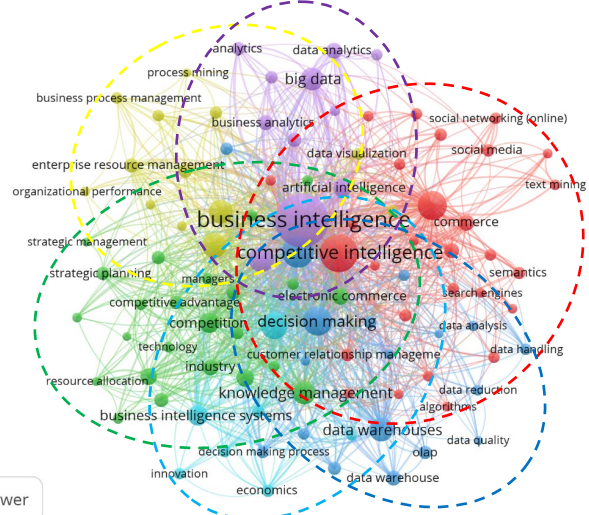 analytics
data analytics
process mining
big data
business process management
business analytics
social networking (online)
data visualization
social media
enterprise resource management
artificial intelligence
text mining
organizational performance
business intelligence
commerce
strategic management
competitive intelligence
strategic planning
managers
semantics
competitive advantage
electronic commerce
search engines
competition
decision making
data analysis
technology
customer relationship manageme
data handling
industry
resource allocation
knowledge management
data reduction
algorithms
business intelligence systems
data warehouses
data quality
decision making process
olap
innovation
data warehouse
economics
wer